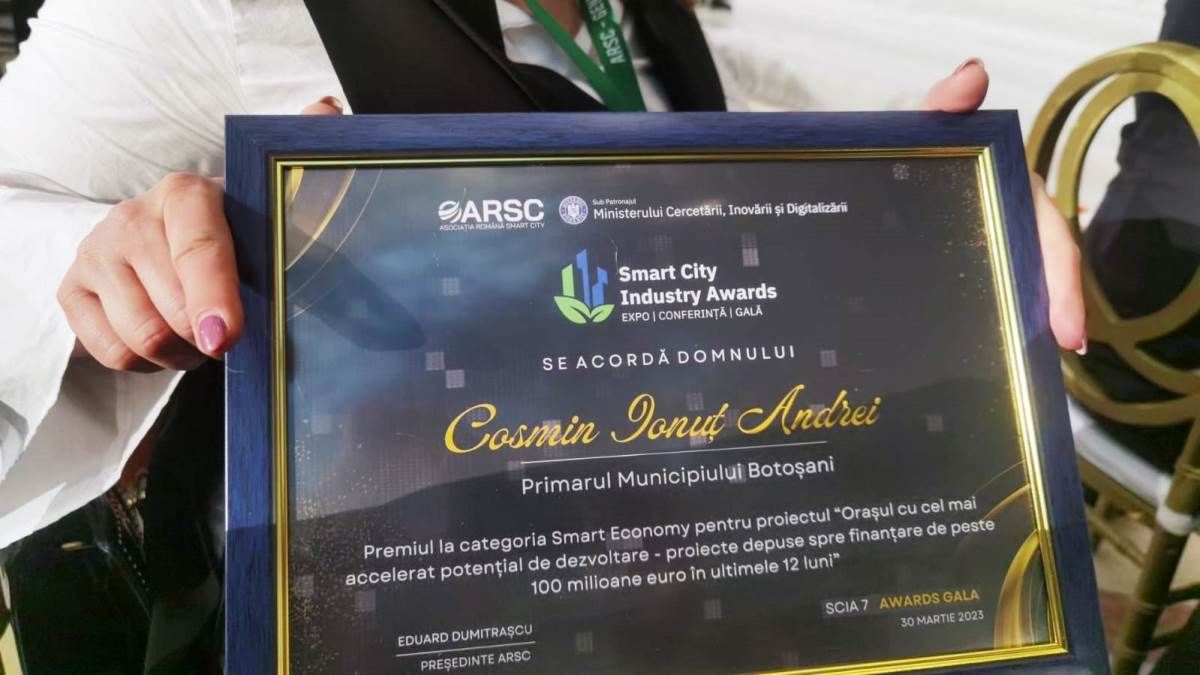 ARSC - GEN
ARSC
ASOCIAȚIA ROMÂNĂ SMART CITY
Sub Patronajul
Ministerului Cercetării, Inovării și Digitalizării
Smart City
Industry Awards
EXPO | CONFERINȚĂ | GALĂ
SE ACORDĂ DOMNULUI
Cosmin Ionuț Andrei
Primarul Municipiului Botoșani
Premiul la categoria Smart Economy pentru proiectul “Orașul cu cel mai
accelerat potențial de dezvoltare - proiecte depuse spre finanțare de peste
100 milioane euro în ultimele 12 luni”
SCIA 7 AWARDS GALA
30 MARTIE 2023
EDUARD DUMITRAȘCU
PREȘEDINTE ARSC